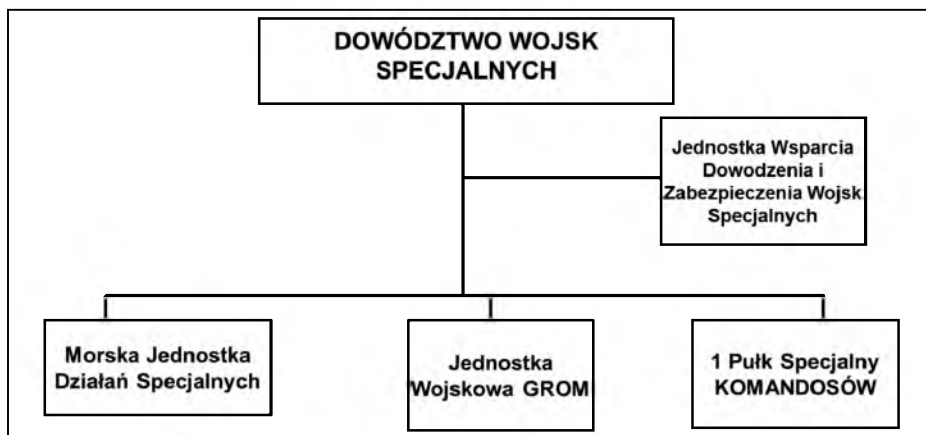 DOWÓDZTWO WOJSK
SPECJALNYCH
Jednostka Wsparcia
Dowodzenia i
Zabezpieczenia Wojsk
Specjalnych
Morska Jednostka
Działań Specjalnych
Jednostka
Wojskowa GROM
1 Pułk Specjalny
KOMANDOSÓW